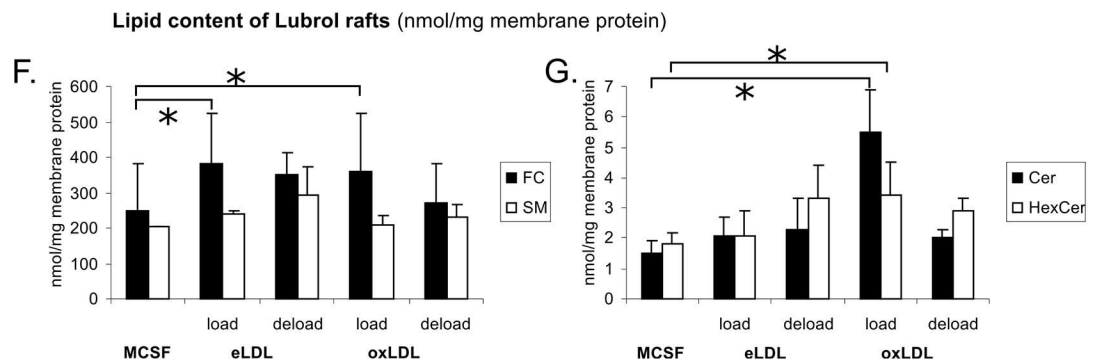 Lipid content of Lubrol rafts (nmol/mg membrane protein)
F.
nmol/mg membrane protein
600
500
400
300
200
100
0
*
*
FC
SM
load deload load deload
MCSF eLDL oxLDL
G.
nmol/mg membrane protein
7
6
5
4
3
2
1
0
*
*
Cer
HexCer
load deload load deload
MCSF eLDL oxLDL